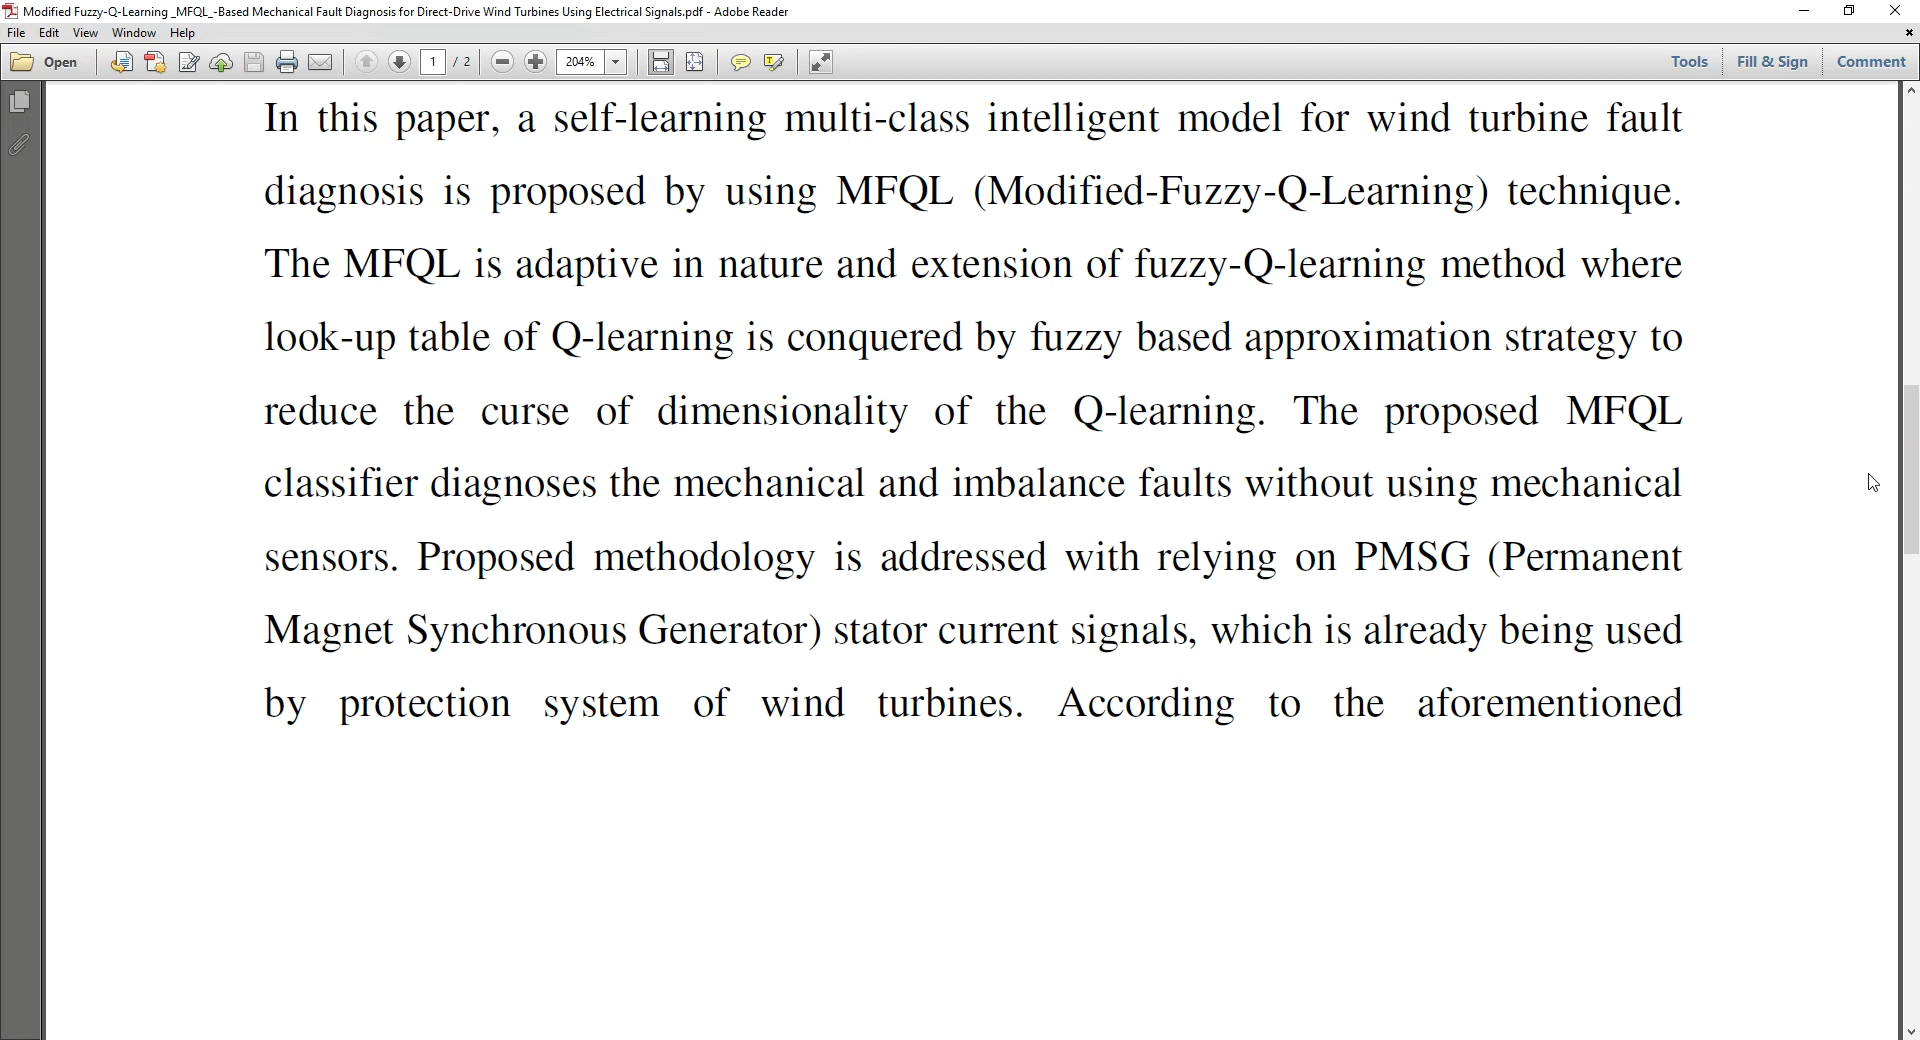 Modified Fuzzy-Q-Learning _MFQL_-Based Mechanical Fault Diagnosis for Direct-Drive Wind Turbines Using Electrical Signals.pdf - Adobe Reader
File Edit View Window Help
Open 1 / 2 204% Tools Fill & Sign Comment
In this paper, a self-learning multi-class intelligent model for wind turbine fault
diagnosis is proposed by using MFQL (Modified-Fuzzy-Q-Learning) technique.
The MFQL is adaptive in nature and extension of fuzzy-Q-learning method where
look-up table of Q-learning is conquered by fuzzy based approximation strategy to
reduce the curse of dimensionality of the Q-learning. The proposed MFQL
classifier diagnoses the mechanical and imbalance faults without using mechanical
sensors. Proposed methodology is addressed with relying on PMSG (Permanent
Magnet Synchronous Generator) stator current signals, which is already being used
by protection system of wind turbines. According to the aforementioned